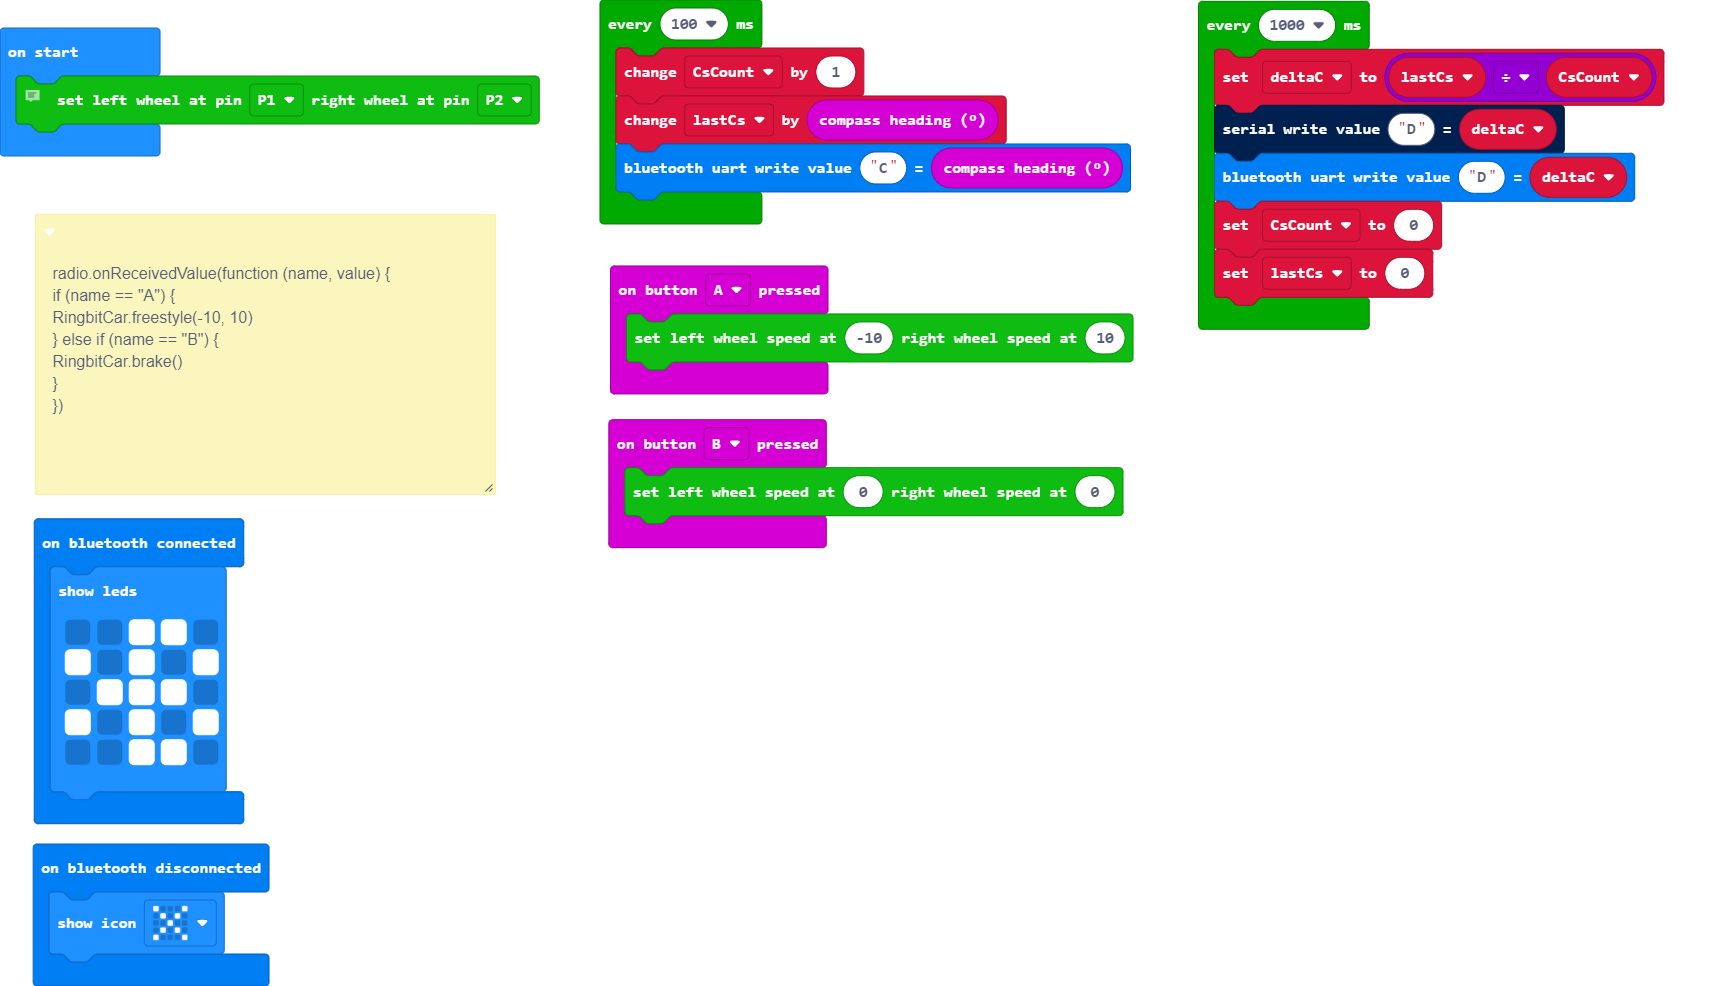 on start
set left wheel at pin P1 right wheel at pin P2
radio.onReceivedValue(function (name, value) {
if (name == "A") {
RingbitCar.freestyle(-10, 10)
} else if (name == "B") {
RingbitCar.brake()
}
})
on bluetooth connected
show leds
on bluetooth disconnected
show icon
every 100 ms
change CsCount by 1
change lastCs by compass heading (º)
bluetooth uart write value "C" = compass heading (º)
on button A pressed
set left wheel speed at -10 right wheel speed at 10
on button B pressed
set left wheel speed at 0 right wheel speed at 0
every 1000 ms
set deltaC to lastCs ÷ CsCount
serial write value "D" = deltaC
bluetooth uart write value "D" = deltaC
set CsCount to 0
set lastCs to 0